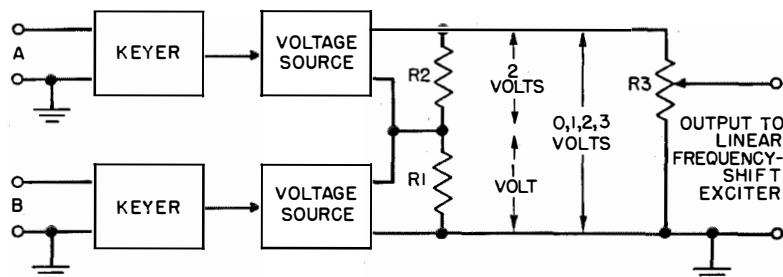 A
KEYER
VOLTAGE
SOURCE
R2
2
VOLTS
0,1,2,3
VOLTS
R3
OUTPUT TO
LINEAR
FREQUENCY-
SHIFT
EXCITER
B
KEYER
VOLTAGE
SOURCE
R1
VOLT